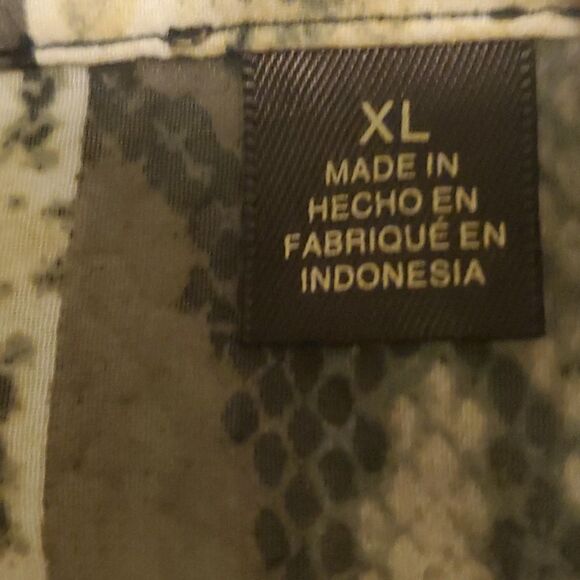 XL
MADE IN
HECHO EN
FABRIQUÉ EN
INDONESIA